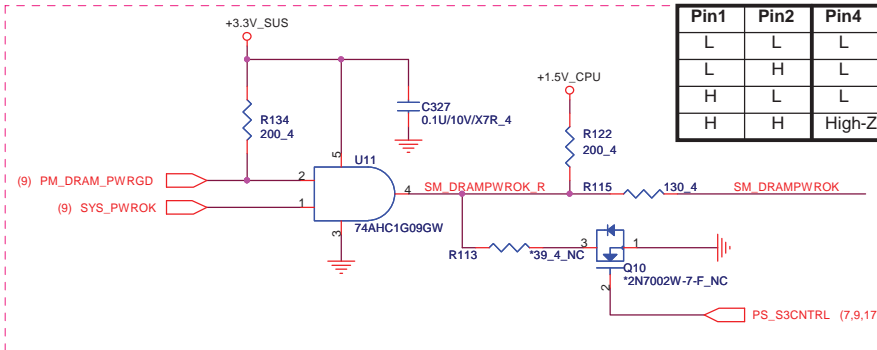 +3.3V_SUS
Pin1 Pin2 Pin4
L L L
L H L
H L L
H H High-Z
+1.5V_CPU
C327
0.1U/10V/X7R_4
R134
200_4
R122
200_4
U11
5
(9) PM_DRAM_PWRGD
2
4
SM_DRAMPWROK_R
R115
130_4
SM_DRAMPWROK
(9) SYS_PWROK
1
74AHC1G09GW
3
R113
*39_4_NC
3
1
Q10
*2N7002W-7-F_NC
2
PS_S3CNTRL (7,9,17